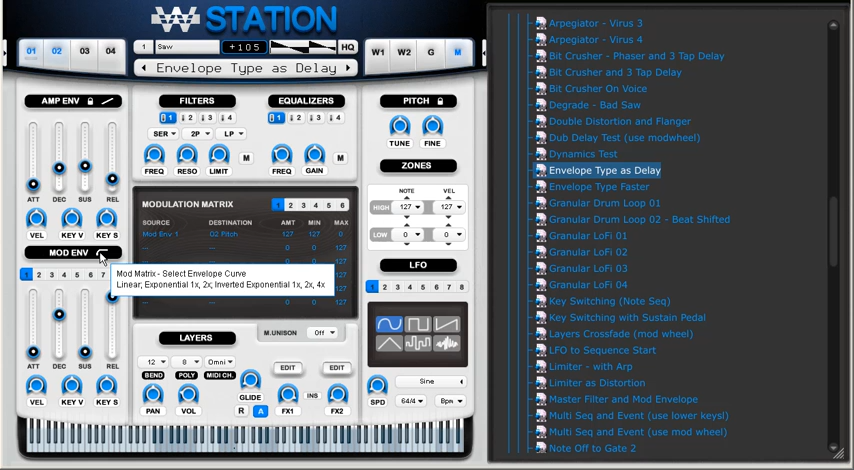 STATION
01 02 03 04
1 Saw +105 HQ
W1 W2 G M
Envelope Type as Delay
AMP ENV
ATT DEC SUS REL
VEL KEY V KEY S
MOD ENV
1 2 3 4 5 6 7
ATT DEC SUS REL
VEL KEY V KEY S
FILTERS
1 2 3 4
SER 2P LP
FREQ RESO LIMIT M
EQUALIZERS
1 2 3 4
FREQ GAIN M
MODULATION MATRIX 1 2 3 4 5 6
SOURCE DESTINATION AMT MIN MAX
Mod Env 1 O2 Pitch 127 127 0
--- --- 0 0 127
Mod Matrix - Select Envelope Curve
Linear, Exponential 1x, 2x; Inverted Exponential 1x, 2x, 4x
LAYERS
M.UNISON Off
12 8 Omni
BEND POLY MIDI CH.
EDIT EDIT
GLIDE INS
PAN VOL R A FX1 FX2
PITCH
TUNE FINE
ZONES
NOTE VEL
HIGH 127 127
LOW 0 0
LFO
1 2 3 4 5 6 7 8
Sine
SPD 64/4 Bpm
Arpegiator - Virus 3
Arpegiator - Virus 4
Bit Crusher - Phaser and 3 Tap Delay
Bit Crusher and 3 Tap Delay
Bit Crusher On Voice
Degrade - Bad Saw
Double Distortion and Flanger
Dub Delay Test (use modwheel)
Dynamics Test
Envelope Type as Delay
Envelope Type Faster
Granular Drum Loop 01
Granular Drum Loop 02 - Beat Shifted
Granular LoFi 01
Granular LoFi 02
Granular LoFi 03
Granular LoFi 04
Key Switching (Note Seq)
Key Switching with Sustain Pedal
Layers Crossfade (mod wheel)
LFO to Sequence Start
Limiter - with Arp
Limiter as Distortion
Master Filter and Mod Envelope
Multi Seq and Event (use lower keysl)
Multi Seq and Event (use mod wheel)
Note Off to Gate 2